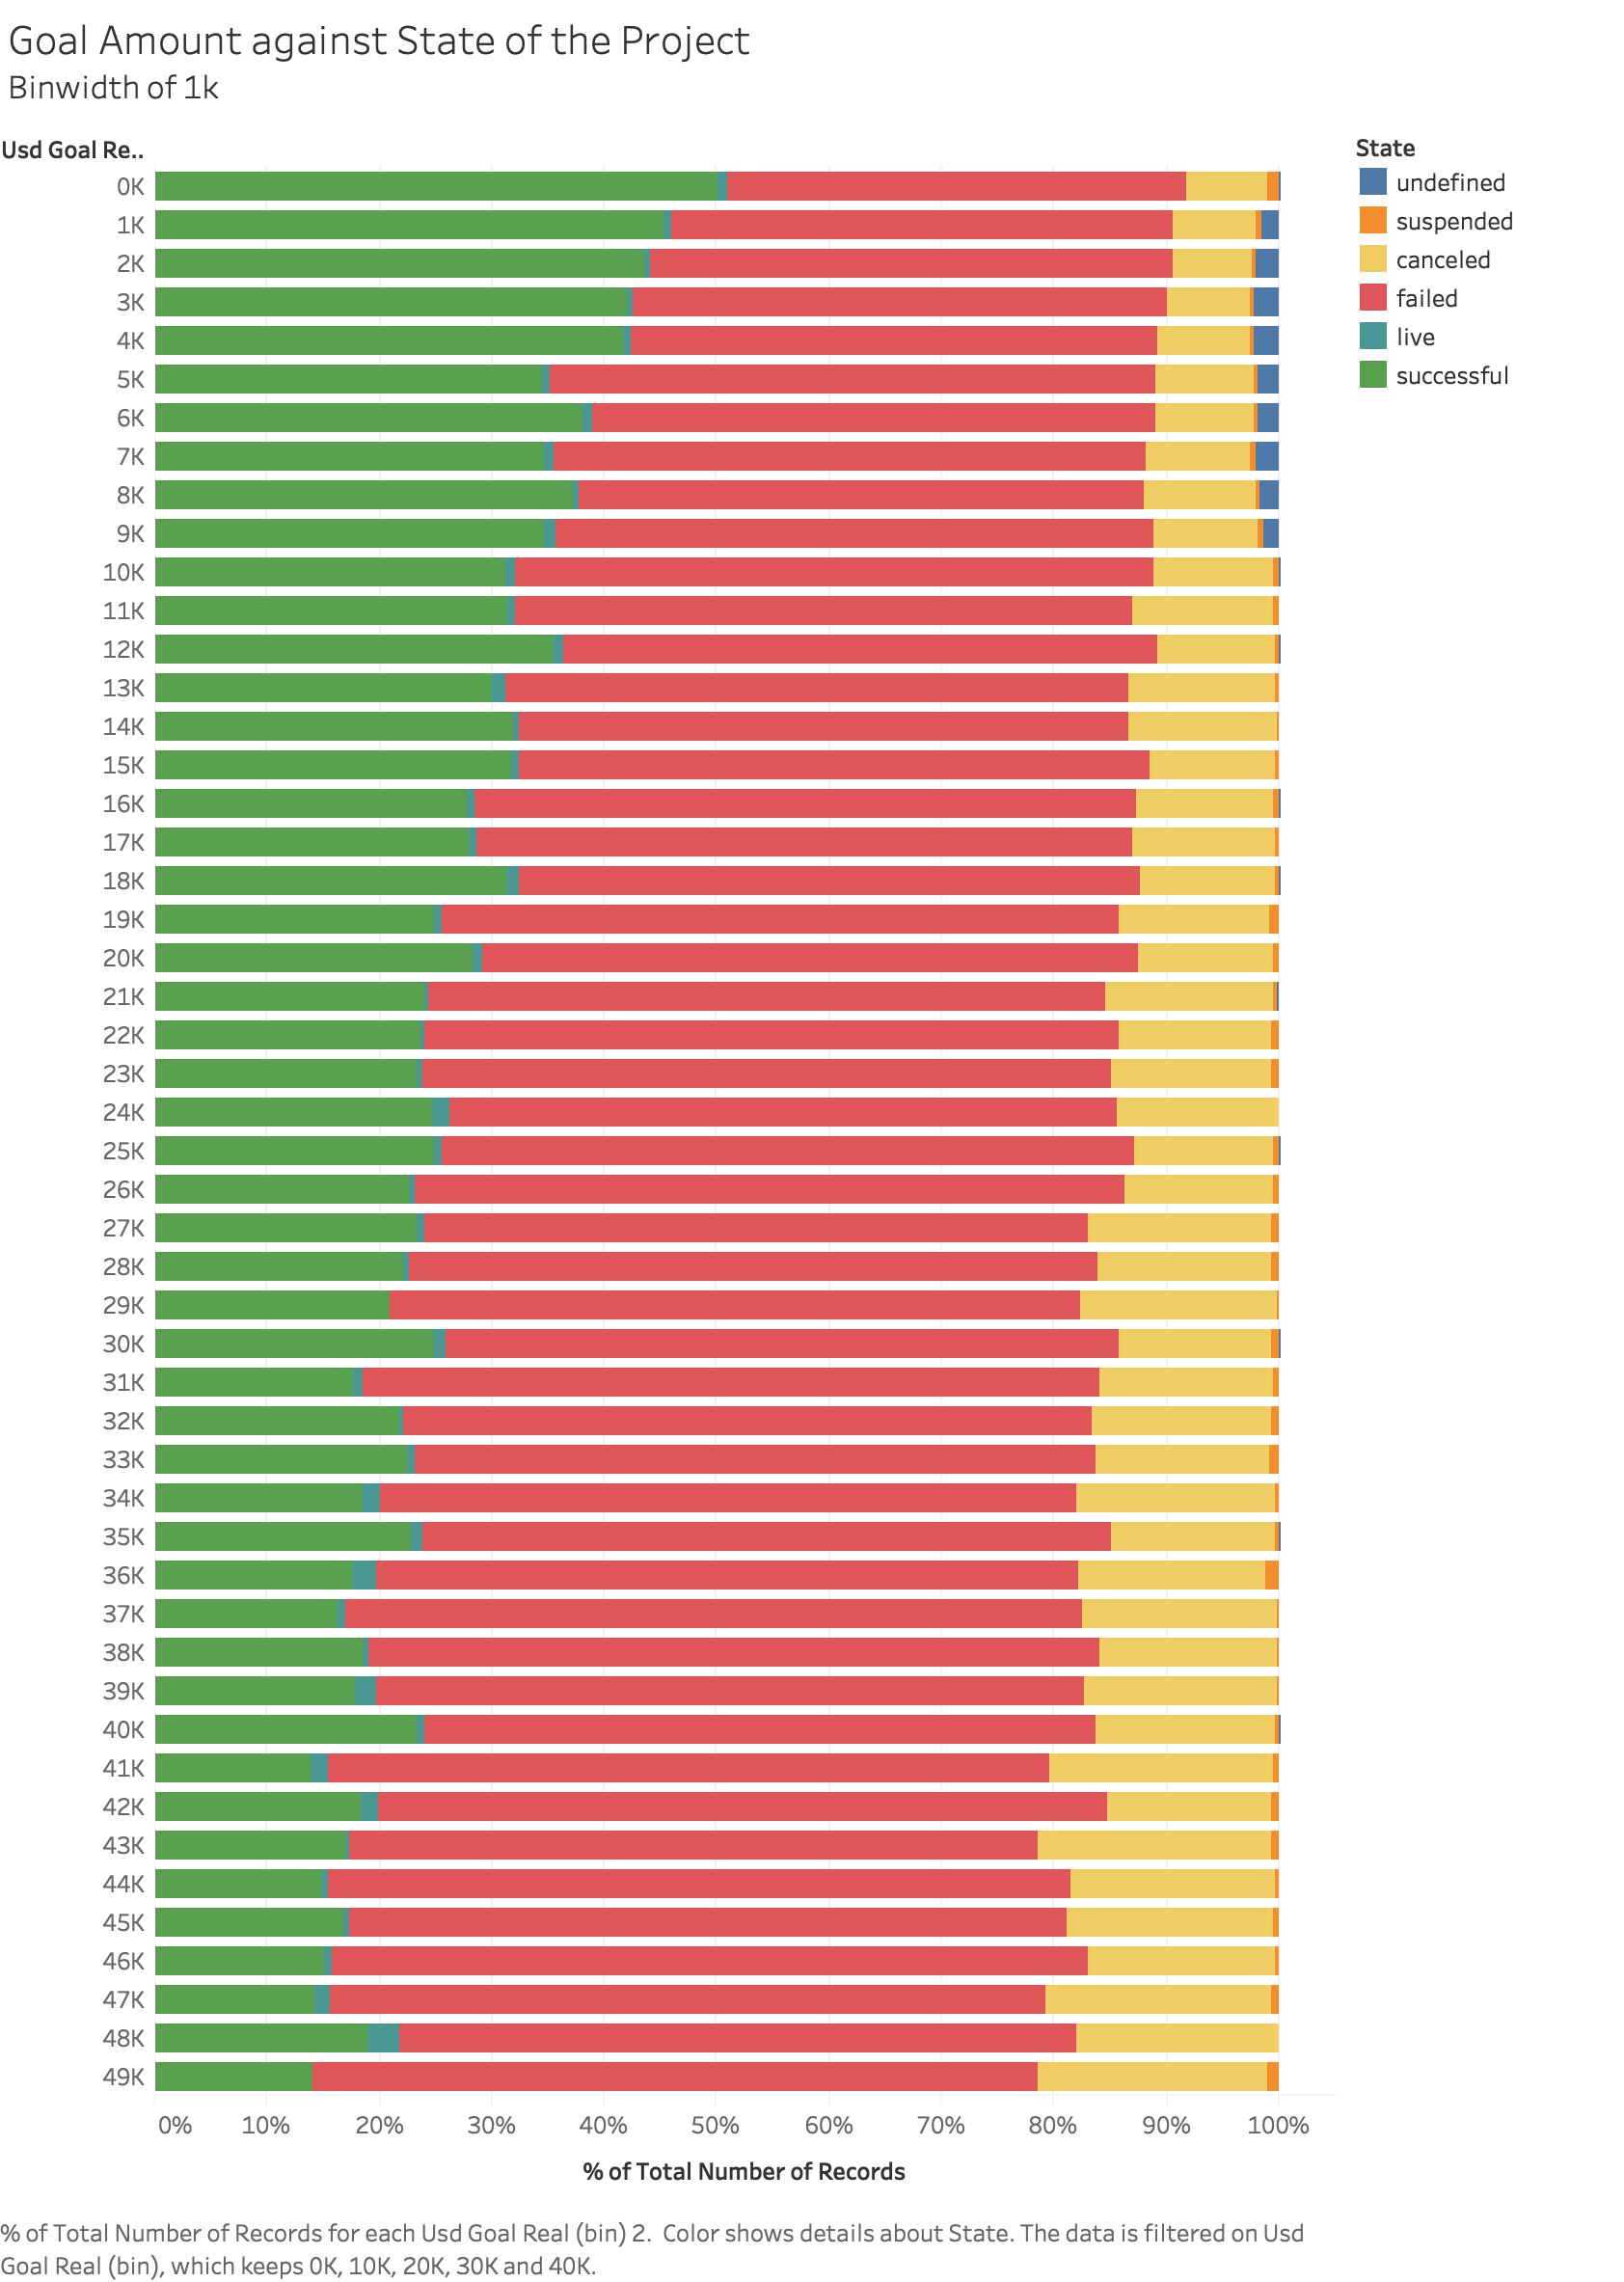 Goal Amount against State of the Project
Binwidth of 1k
Usd Goal Re..
0K
1K
2K
3K
4K
5K
6K
7K
8K
9K
10K
11K
12K
13K
14K
15K
16K
17K
18K
19K
20K
21K
22K
23K
24K
25K
26K
27K
28K
29K
30K
31K
32K
33K
34K
35K
36K
37K
38K
39K
40K
41K
42K
43K
44K
45K
46K
47K
48K
49K
0% 10% 20% 30% 40% 50% 60% 70% 80% 90% 100%
% of Total Number of Records
State
undefined
suspended
canceled
failed
live
successful
% of Total Number of Records for each Usd Goal Real (bin) 2. Color shows details about State. The data is filtered on Usd
Goal Real (bin), which keeps 0K, 10K, 20K, 30K and 40K.